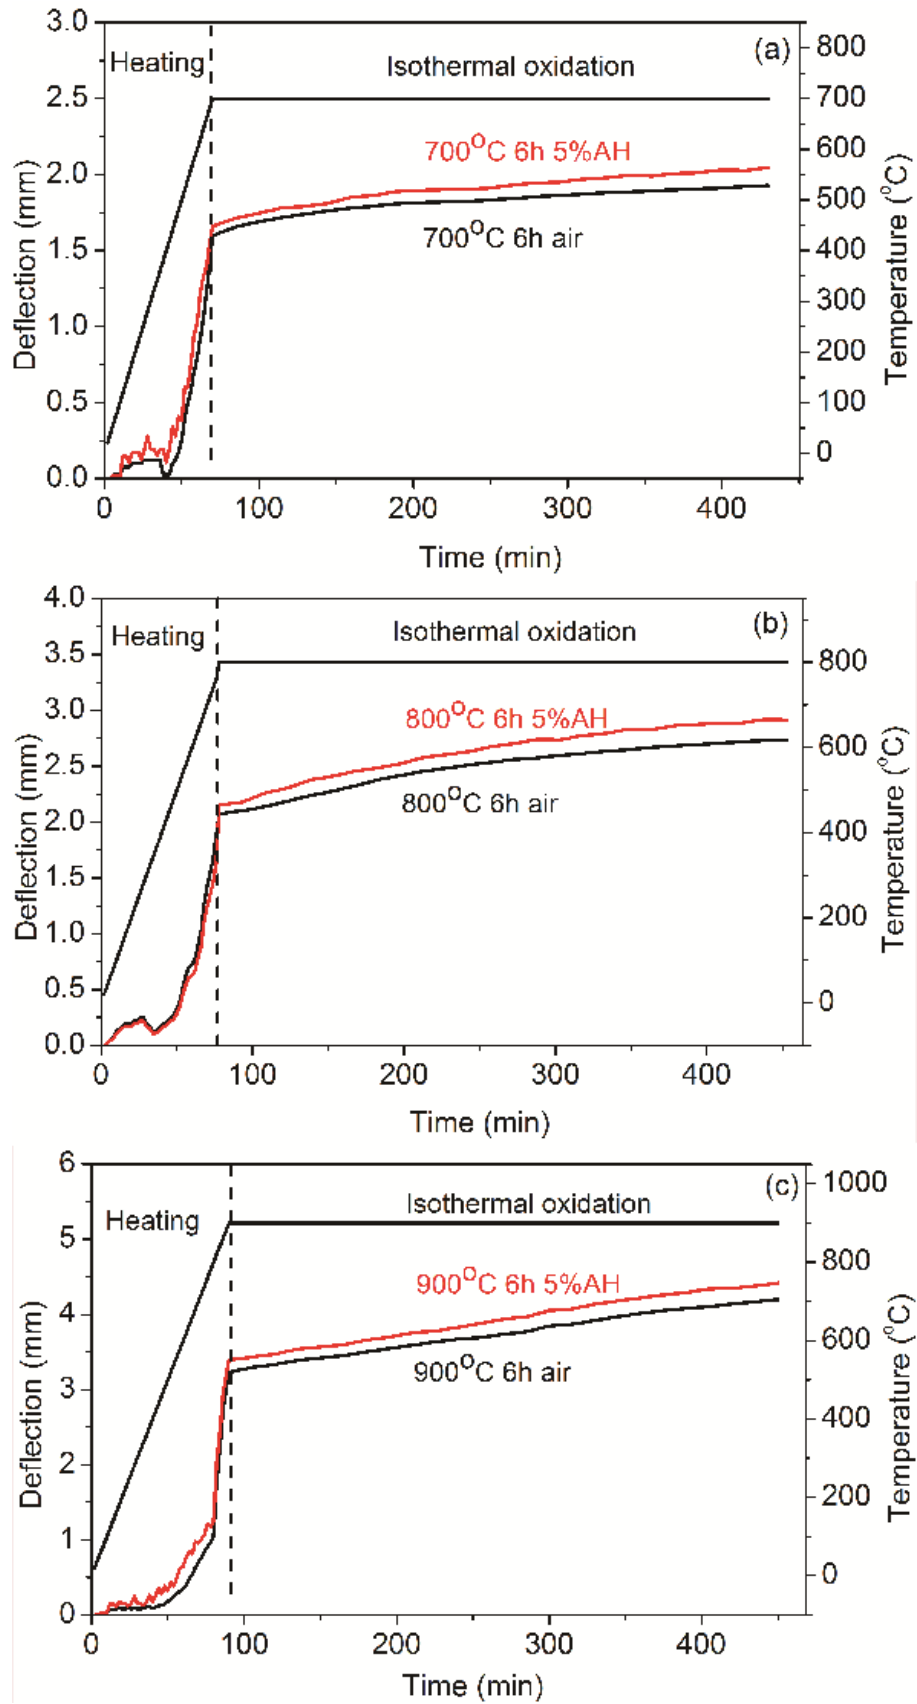 3.0
(a)
800
Heating
Isothermal oxidation
2.5
700
700°C 6h 5%AH
600
2.0
500
700°C 6h air
1.5
400
300
1.0
200
0.5
100
0
0.0
0
100
200
300
400
Deflection (mm)
Temperature (°C)
Time (min)
4.0
(b)
Heating
Isothermal oxidation
3.5
800
3.0
800°C 6h 5%AH
600
2.5
800°C 6h air
2.0
400
1.5
1.0
200
0.5
0
0.0
0
100
200
300
400
Deflection (mm)
Temperature (°C)
Time (min)
6
(c)
1000
Heating
Isothermal oxidation
5
800
900°C 6h 5%AH
4
600
900°C 6h air
3
400
2
200
1
0
0
0
100
200
300
400
Deflection (mm)
Temperature (°C)
Time (min)